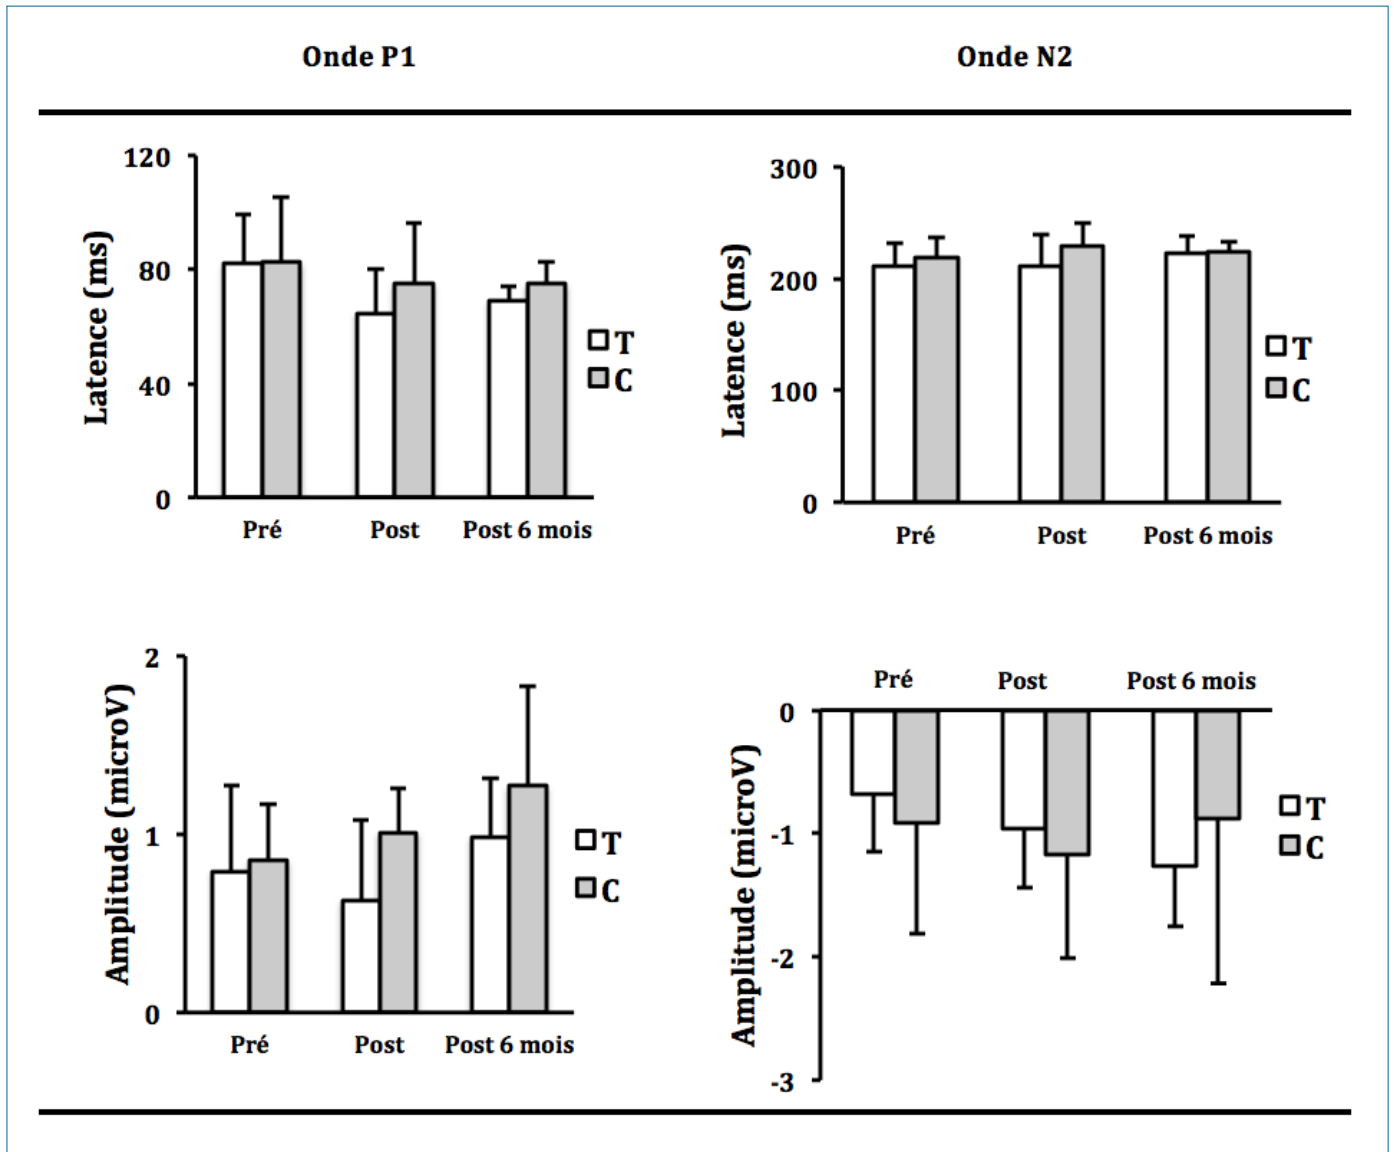 Onde P1
Onde N2
Latence (ms)
120
80
40
0
Pré Post Post 6 mois
T
C
Latence (ms)
300
200
100
0
Pré Post Post 6 mois
T
C
Amplitude (microV)
2
1
0
Pré Post Post 6 mois
T
C
Amplitude (microV)
Pré Post Post 6 mois
0
-1
-2
-3
T
C